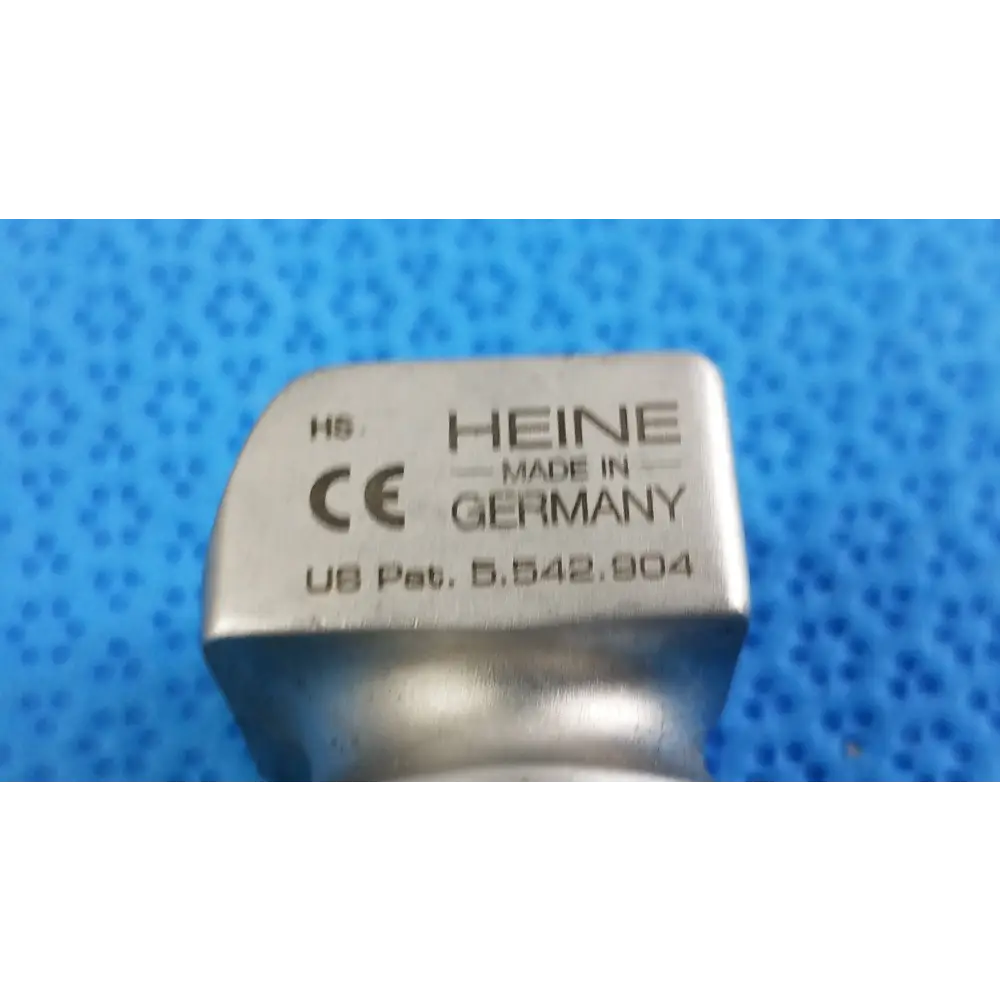 HS.
HEINE
MADE IN
CE GERMANY
US Pat. 5.542.904